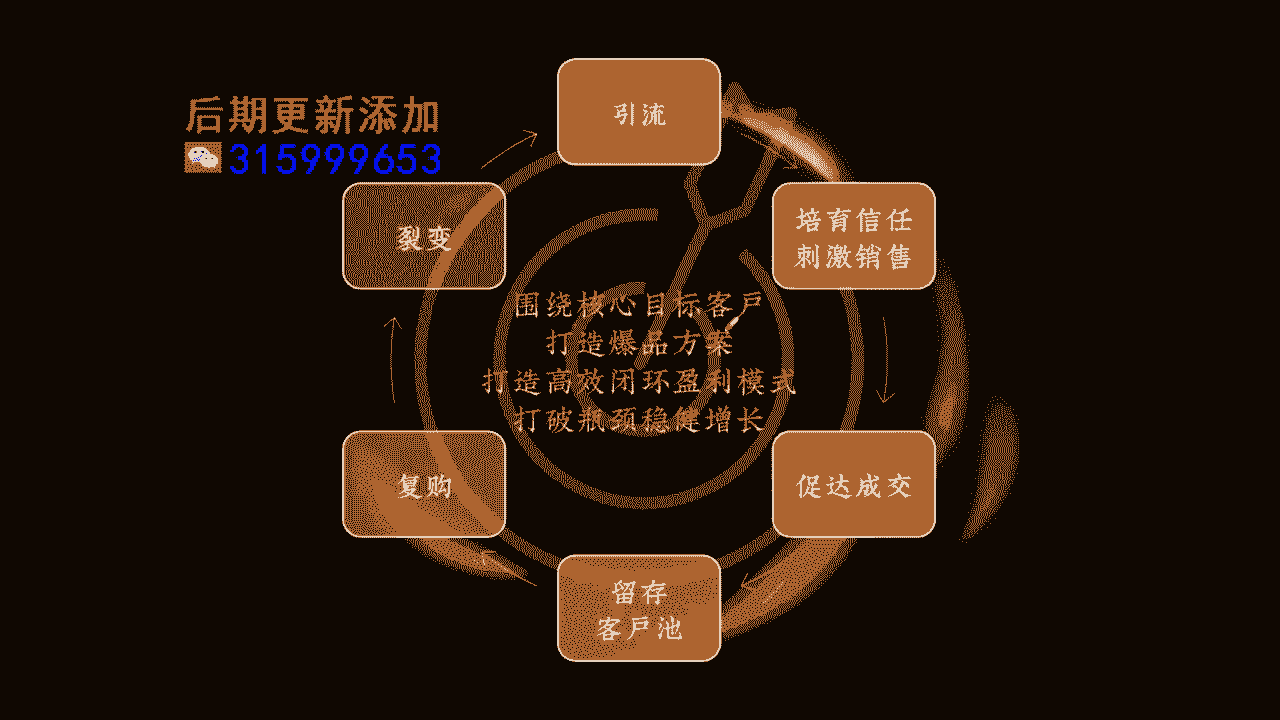 引流
后期更新添加
315999653
裂变
培育信任
刺激销售
围绕核心目标客户
打造爆品方案
打造高效闭环盈利模式
打破瓶颈稳健增长
复购
促达成交
留存
客户池